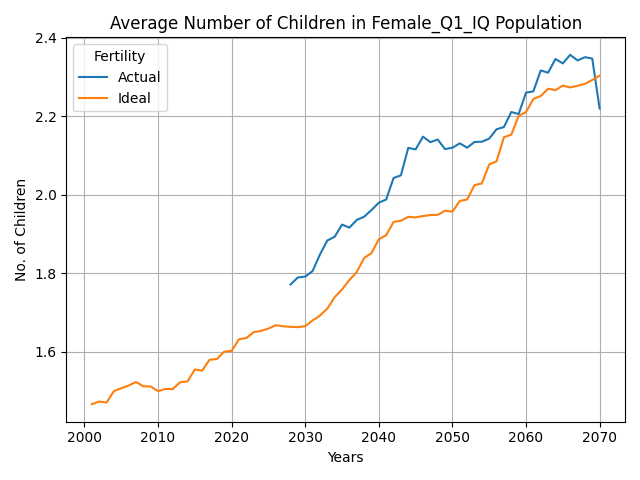 Average Number of Children in Female_Q1_IQ Population
Fertility
Actual
Ideal
No. of Children
2.4
2.2
2.0
1.8
1.6
2000 2010 2020 2030 2040 2050 2060 2070
Years